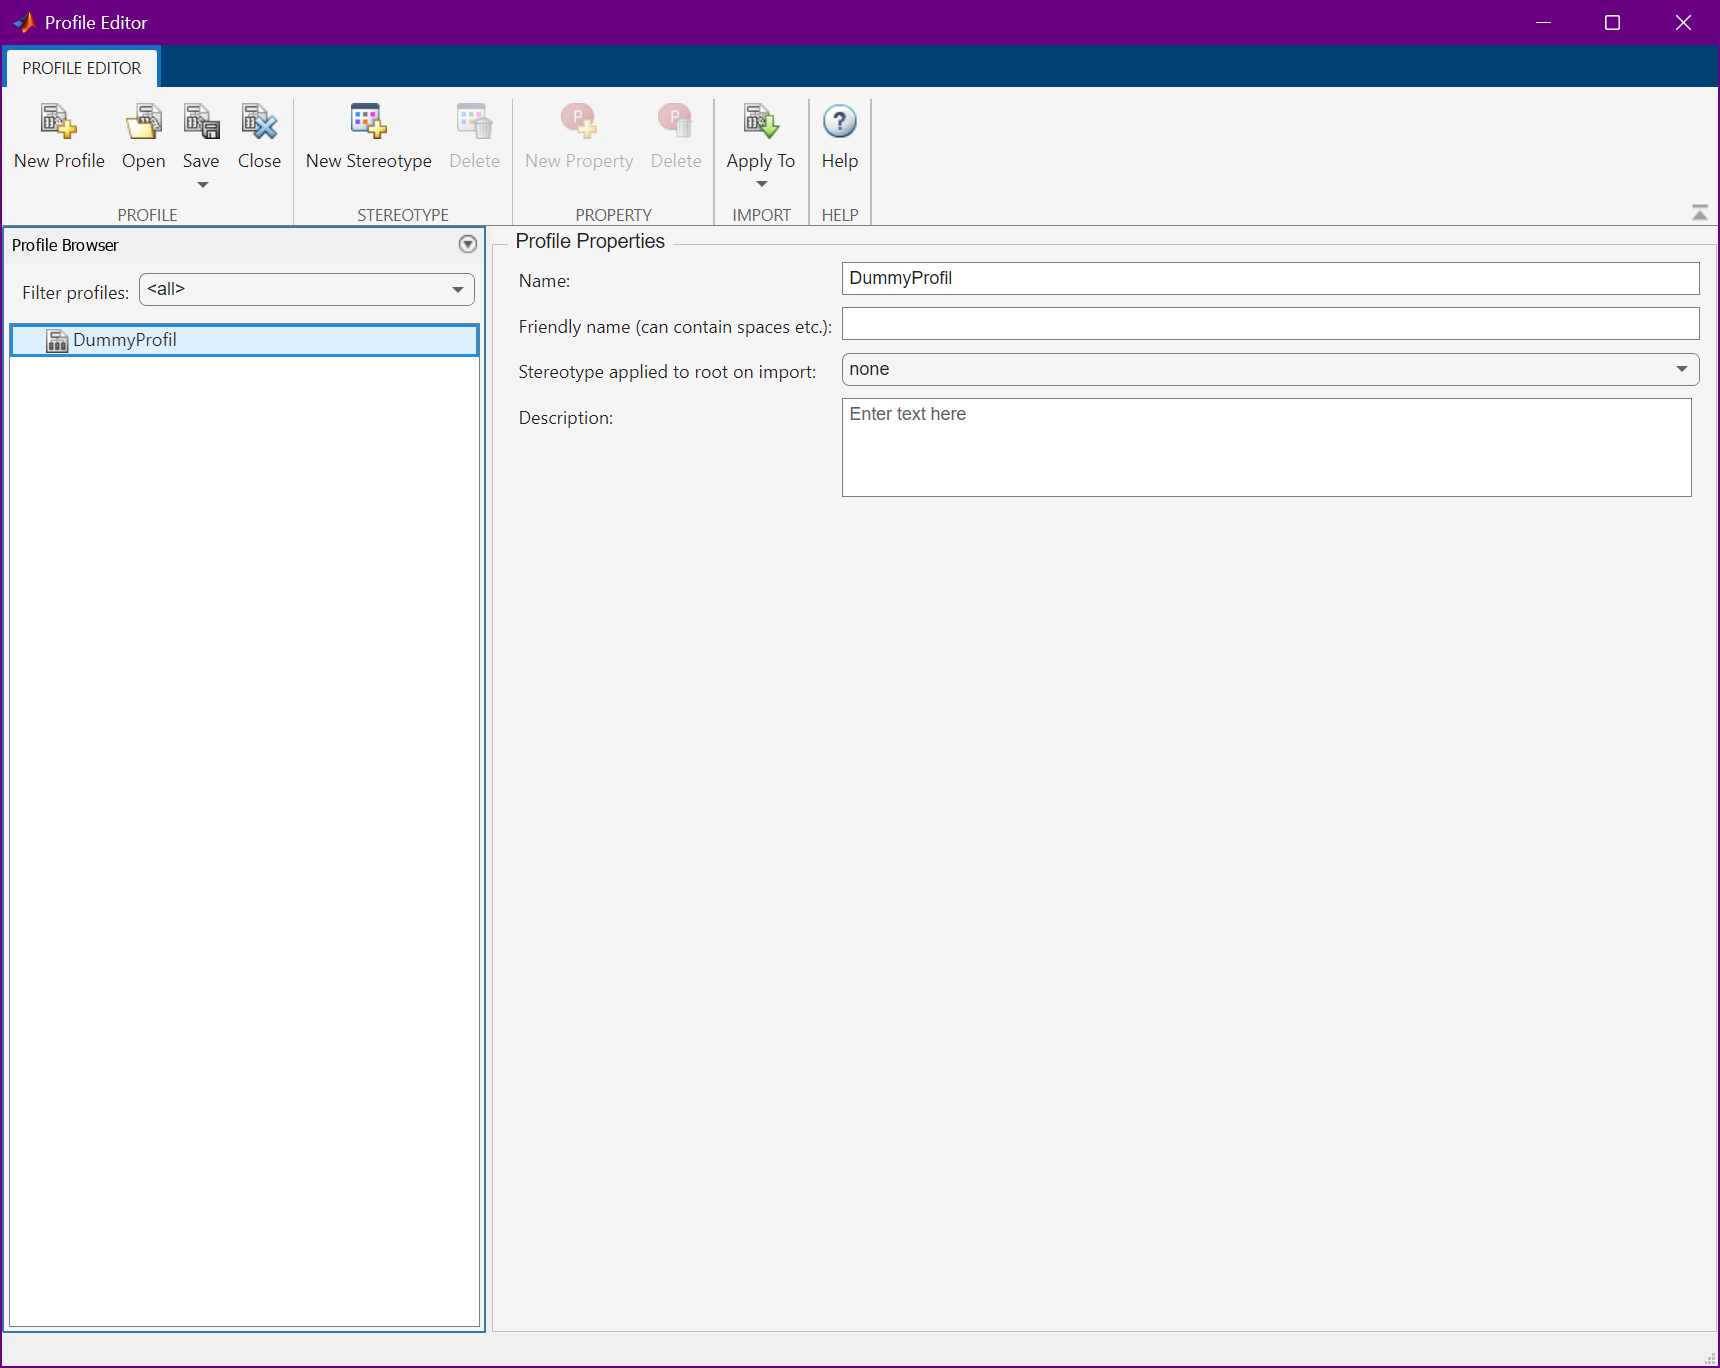 Profile Editor
PROFILE EDITOR
New Profile Open Save Close New Stereotype Delete New Property Delete Apply To Help
PROFILE STEREOTYPE PROPERTY IMPORT HELP
Profile Browser
Filter profiles: <all>
DummyProfil
Profile Properties
Name: DummyProfil
Friendly name (can contain spaces etc.):
Stereotype applied to root on import: none
Description: Enter text here